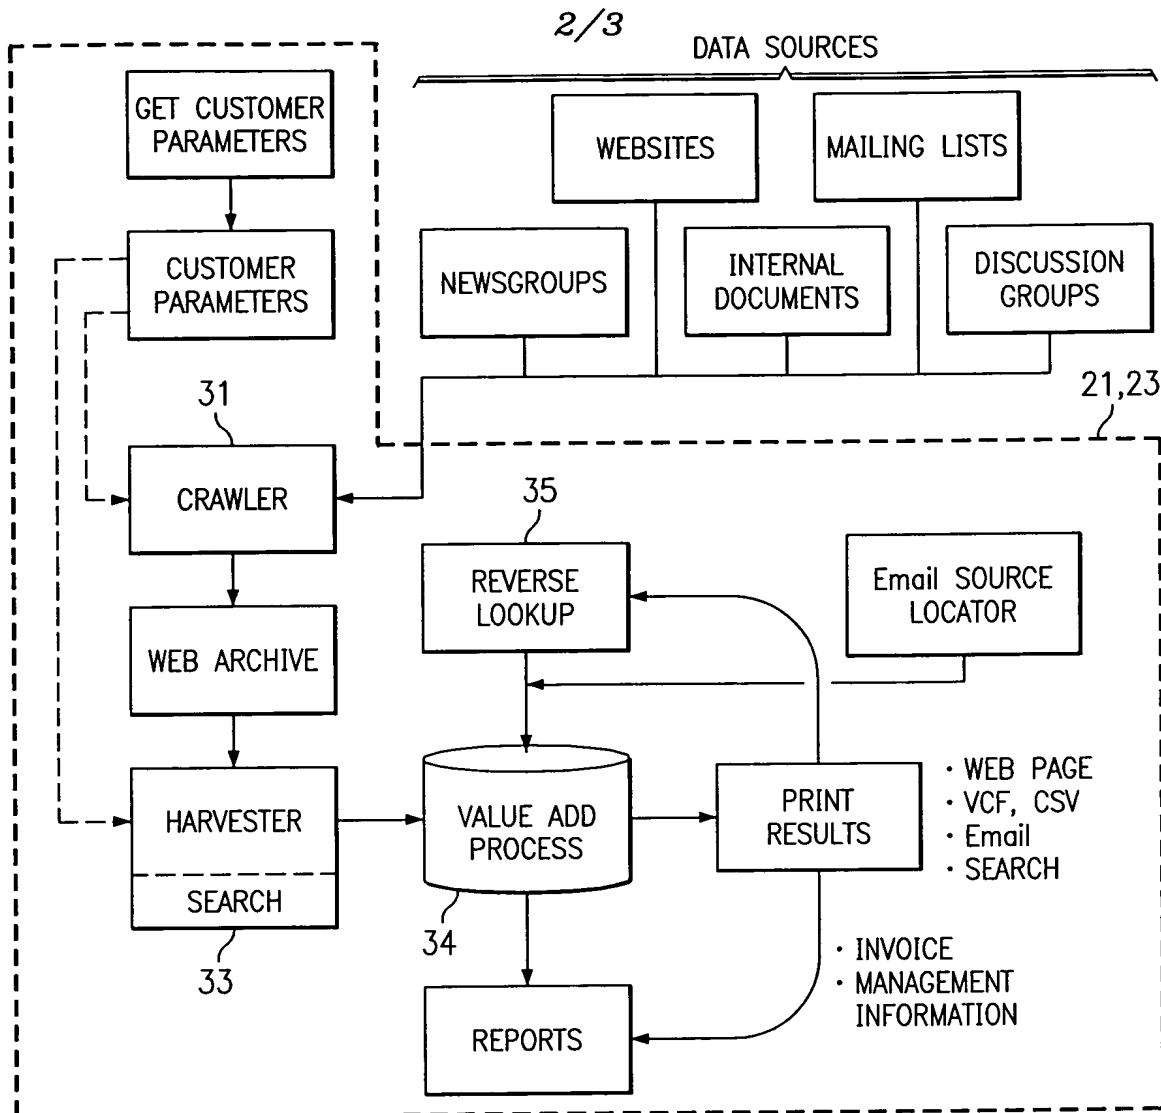 2/3
DATA SOURCES
GET CUSTOMER
PARAMETERS
WEBSITES
MAILING LISTS
CUSTOMER
PARAMETERS
NEWSGROUPS
INTERNAL
DOCUMENTS
DISCUSSION
GROUPS
21,23
31
CRAWLER
35
REVERSE
LOOKUP
Email SOURCE
LOCATOR
WEB ARCHIVE
HARVESTER
SEARCH
33
VALUE ADD
PROCESS
34
PRINT
RESULTS
· WEB PAGE
· VCF, CSV
· Email
· SEARCH
· INVOICE
· MANAGEMENT
INFORMATION
REPORTS